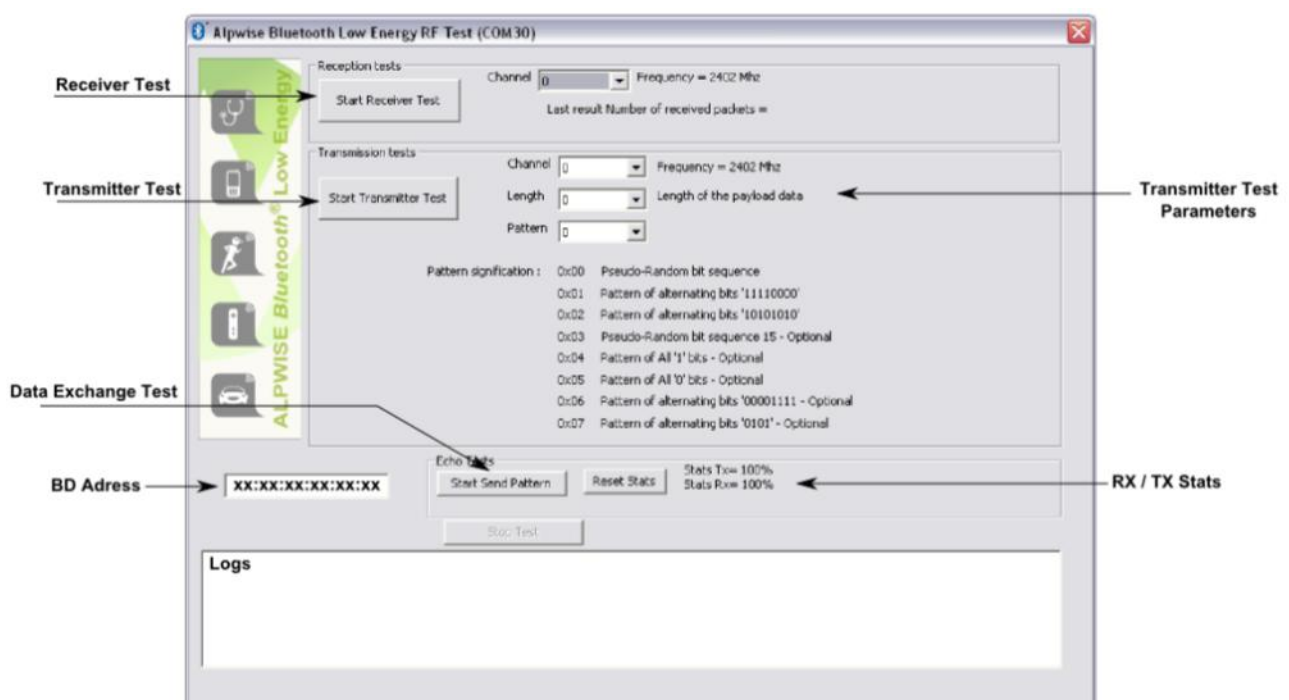 Alpwise Bluetooth Low Energy RF Test (COM30)
Receiver Test
Reception tests
Start Receiver Test
Channel 0 Frequency = 2402 Mhz
Last result Number of received packets =
Transmitter Test
Transmission tests
Start Transmitter Test
Channel 0 Frequency = 2402 Mhz
Length 0 Length of the payload data
Pattern 0
Transmitter Test
Parameters
Pattern signification : 0x00 Pseudo-Random bit sequence
0x01 Pattern of alternating bits '11110000'
0x02 Pattern of alternating bits '10101010'
0x03 Pseudo-Random bit sequence 15 - Optional
0x04 Pattern of All '1' bits - Optional
0x05 Pattern of All '0' bits - Optional
0x06 Pattern of alternating bits '00001111 - Optional
0x07 Pattern of alternating bits '0101' - Optional
ALPWISE Bluetooth® Low Energy
Data Exchange Test
Echo
Start Send Pattern
Reset Stats
Stats Tx= 100%
Stats Rx= 100%
RX / TX Stats
BD Adress
xx:xx:xx:xx:xx:xx
Stop Test
Logs